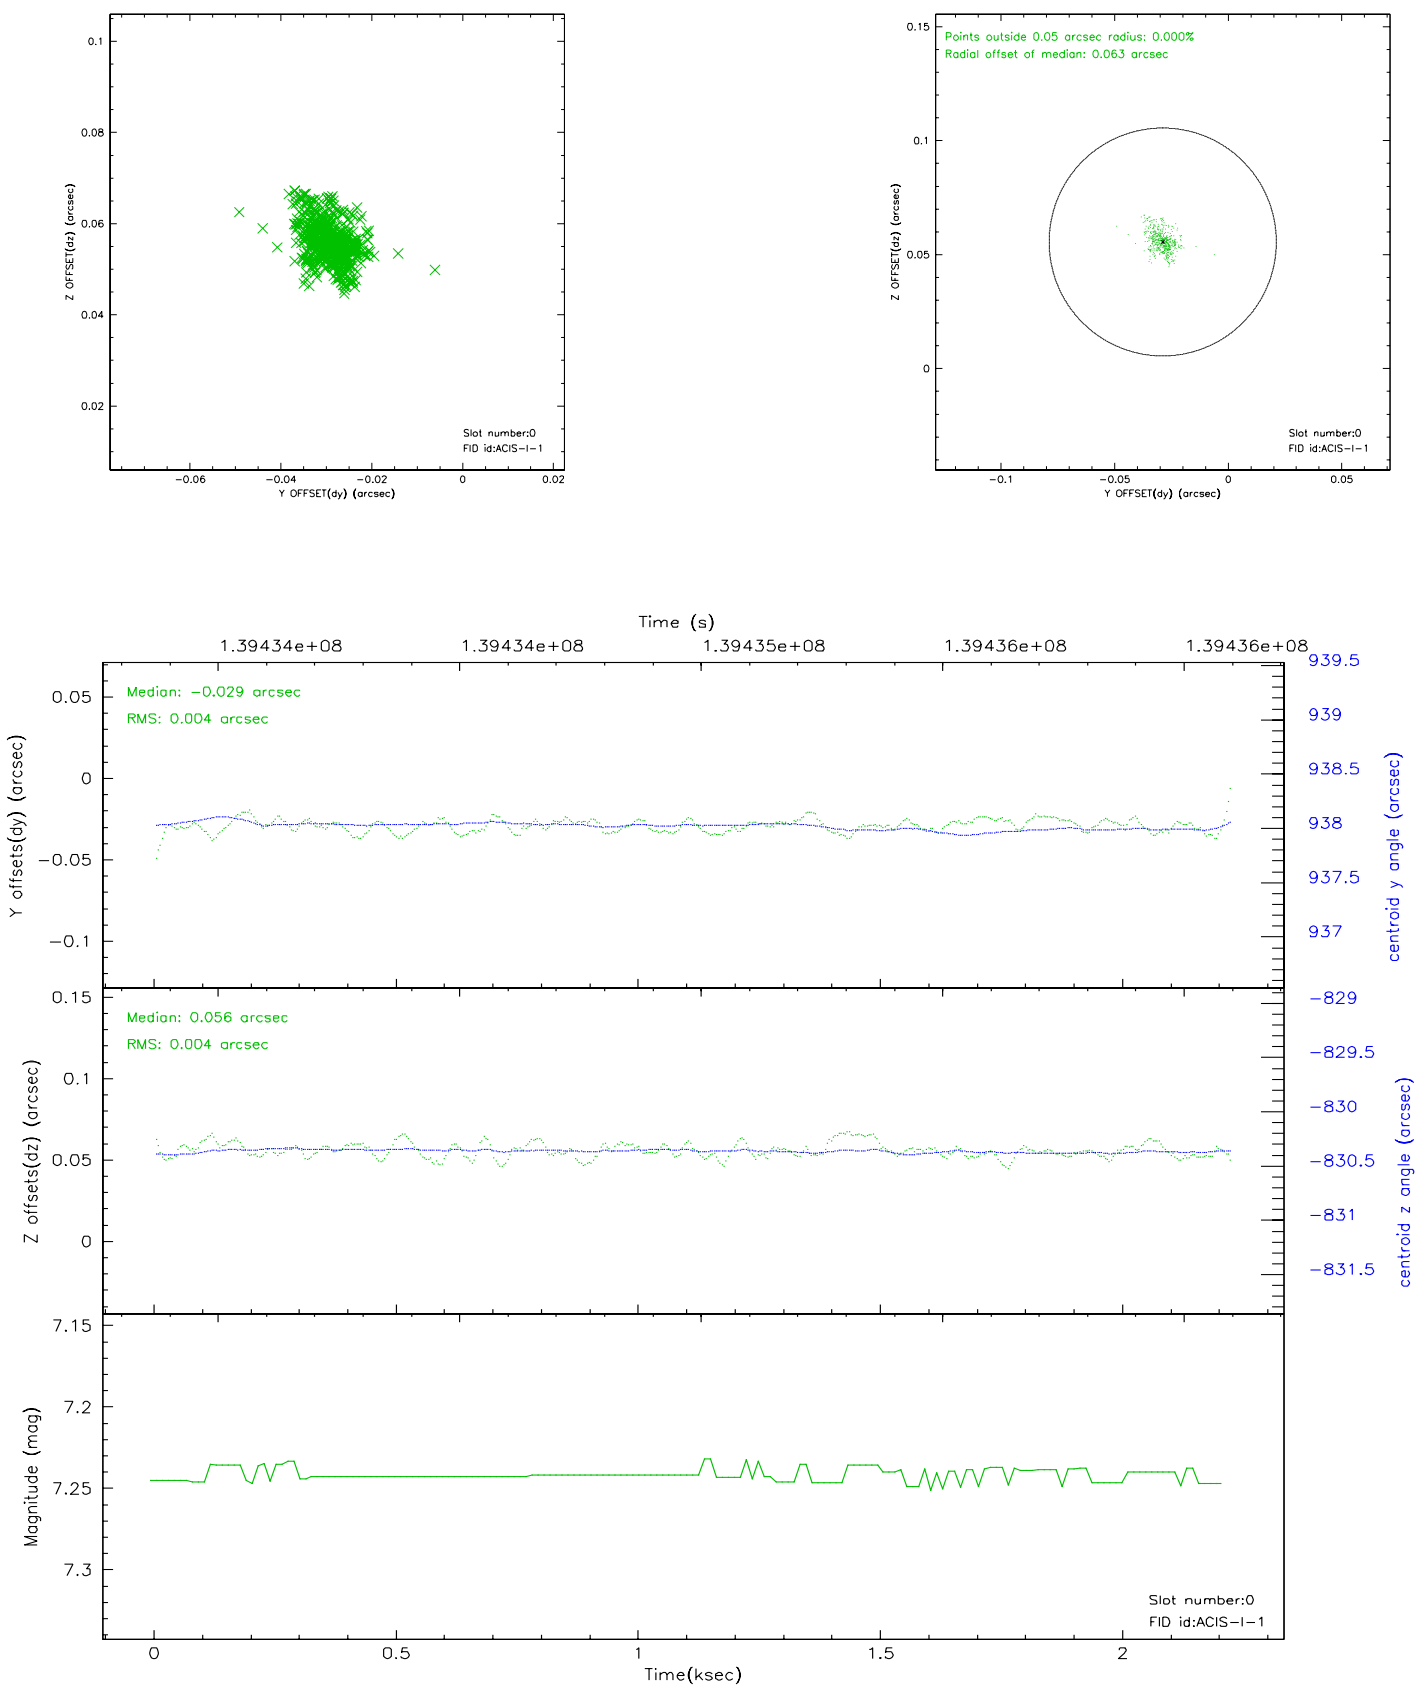 0.1
0.08
0.06
0.04
0.02
Z OFFSET(dz) (arcsec)
Slot number:0
FID id:ACIS-I-1
-0.06 -0.04 -0.02 0 0.02
Y OFFSET(dy) (arcsec)
Points outside 0.05 arcsec radius: 0.000%
Radial offset of median: 0.063 arcsec
0.15
0.1
0.05
0
Z OFFSET(dz) (arcsec)
Slot number:0
FID id:ACIS-I-1
-0.1 -0.05 0 0.05
Y OFFSET(dy) (arcsec)
Time (s)
1.39434e+08 1.39434e+08 1.39435e+08 1.39436e+08 1.39436e+08
Median: -0.029 arcsec
RMS: 0.004 arcsec
0.05
0
-0.05
-0.1
Y offsets(dy) (arcsec)
939.5
939
938.5
938
937.5
937
centroid y angle (arcsec)
Median: 0.056 arcsec
RMS: 0.004 arcsec
0.15
0.1
0.05
0
Z offsets(dz) (arcsec)
-829
-829.5
-830
-830.5
-831
-831.5
centroid z angle (arcsec)
7.15
7.2
7.25
7.3
Magnitude (mag)
Slot number:0
FID id:ACIS-I-1
0 0.5 1 1.5 2
Time(ksec)